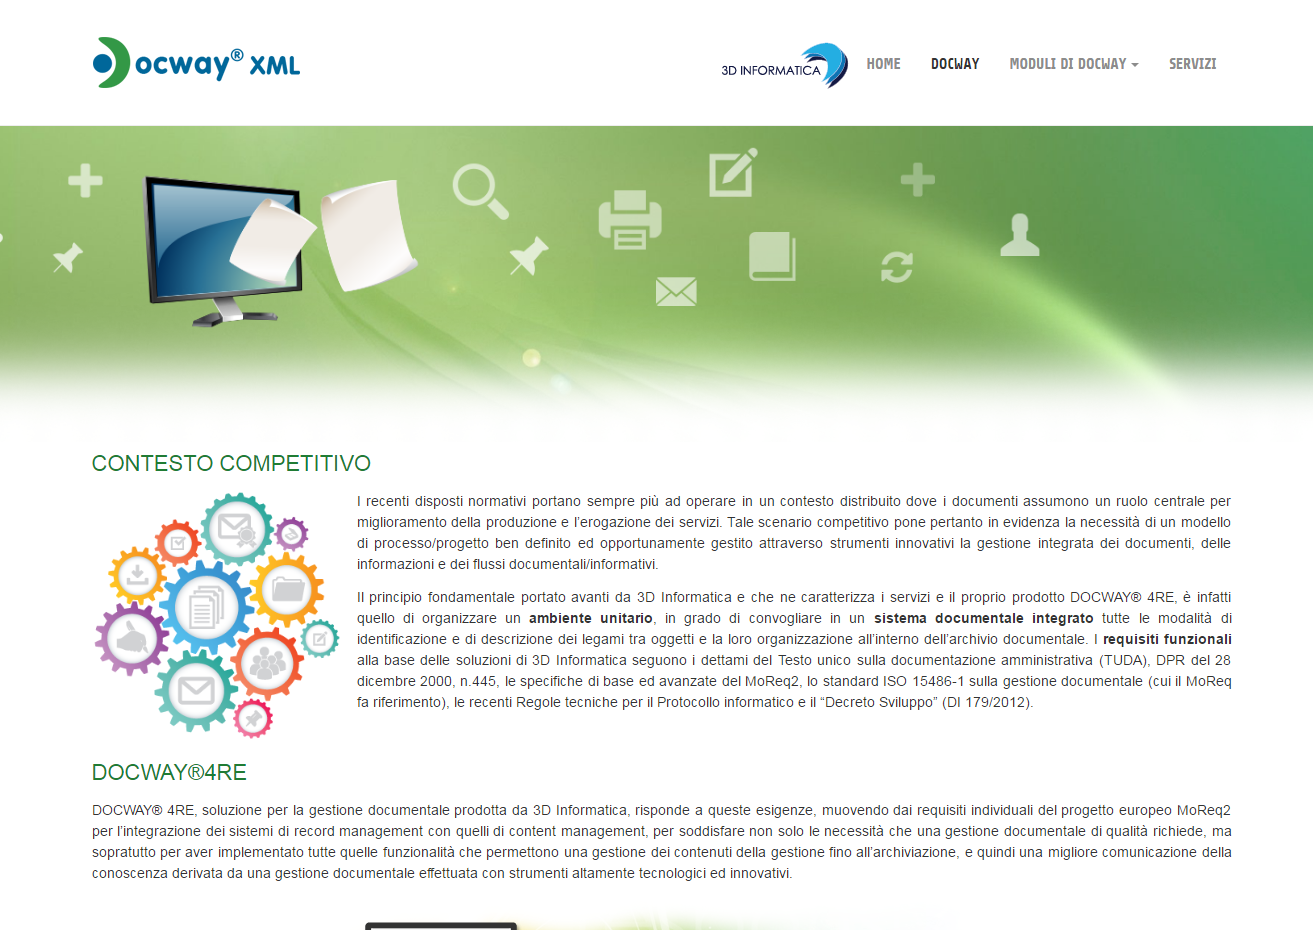 ocway® XML
3D INFORMATICA
HOME DOCWAY MODULI DI DOCWAY SERVIZI
CONTESTO COMPETITIVO
I recenti disposti normativi portano sempre più ad operare in un contesto distribuito dove i documenti assumono un ruolo centrale per
miglioramento della produzione e l’erogazione dei servizi. Tale scenario competitivo pone pertanto in evidenza la necessità di un modello
di processo/progetto ben definito ed opportunamente gestito attraverso strumenti innovativi la gestione integrata dei documenti, delle
informazioni e dei flussi documentali/informativi.
Il principio fondamentale portato avanti da 3D Informatica e che ne caratterizza i servizi e il proprio prodotto DOCWAY® 4RE, è infatti
quello di organizzare un ambiente unitario, in grado di convogliare in un sistema documentale integrato tutte le modalità di
identificazione e di descrizione dei legami tra oggetti e la loro organizzazione all’interno dell’archivio documentale. I requisiti funzionali
alla base delle soluzioni di 3D Informatica seguono i dettami del Testo unico sulla documentazione amministrativa (TUDA), DPR del 28
dicembre 2000, n.445, le specifiche di base ed avanzate del MoReq2, lo standard ISO 15486-1 sulla gestione documentale (cui il MoReq
fa riferimento), le recenti Regole tecniche per il Protocollo informatico e il “Decreto Sviluppo” (Dl 179/2012).
DOCWAY®4RE
DOCWAY® 4RE, soluzione per la gestione documentale prodotta da 3D Informatica, risponde a queste esigenze, muovendo dai requisiti individuali del progetto europeo MoReq2
per l’integrazione dei sistemi di record management con quelli di content management, per soddisfare non solo le necessità che una gestione documentale di qualità richiede, ma
sopratutto per aver implementato tutte quelle funzionalità che permettono una gestione dei contenuti della gestione fino all’archiviazione, e quindi una migliore comunicazione della
conoscenza derivata da una gestione documentale effettuata con strumenti altamente tecnologici ed innovativi.